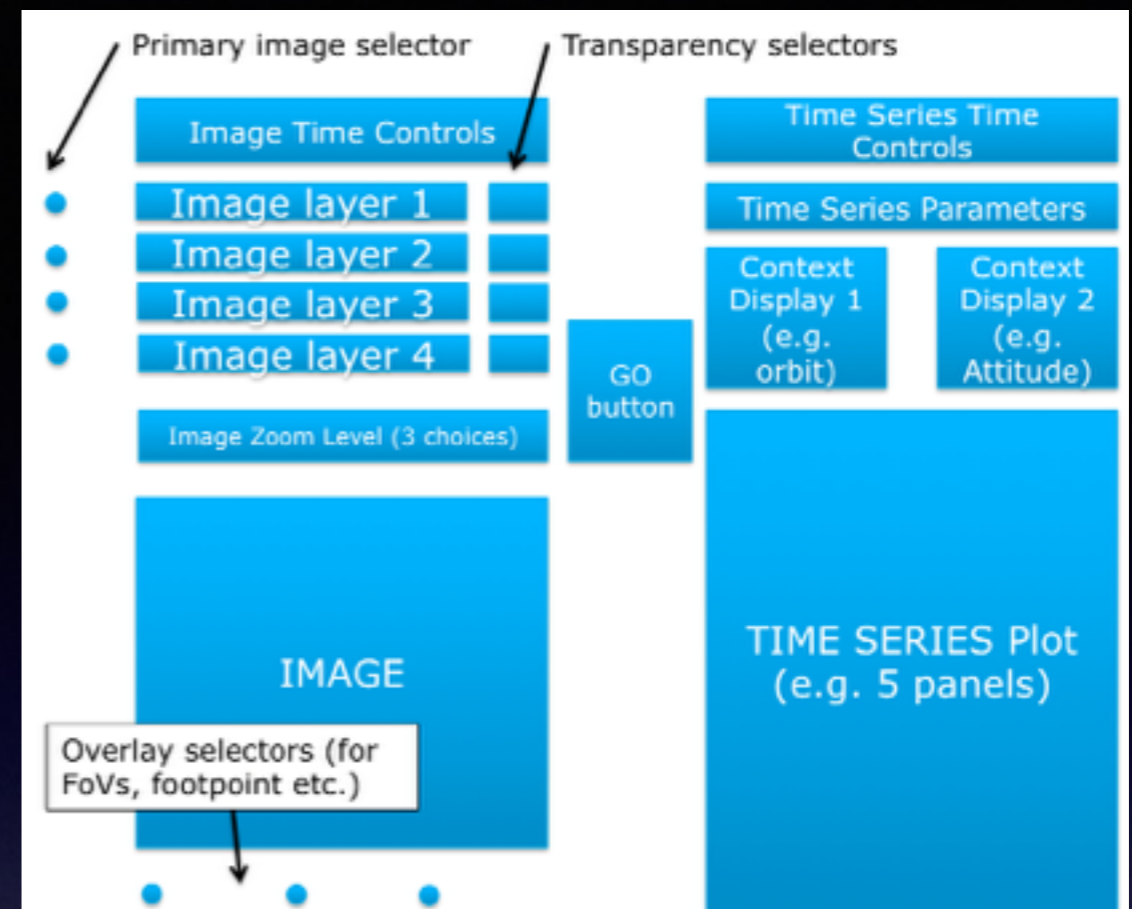 Primary image selector
Transparency selectors
Image Time Controls
Image layer 1
Image layer 2
Image layer 3
Image layer 4
Image Zoom Level (3 choices)
IMAGE
Overlay selectors (for
FoVs, footpoint etc.)
GO
button
Time Series Time
Controls
Time Series Parameters
Context
Display 1
(e.g.
orbit)
Context
Display 2
(e.g.
Attitude)
TIME SERIES Plot
(e.g. 5 panels)